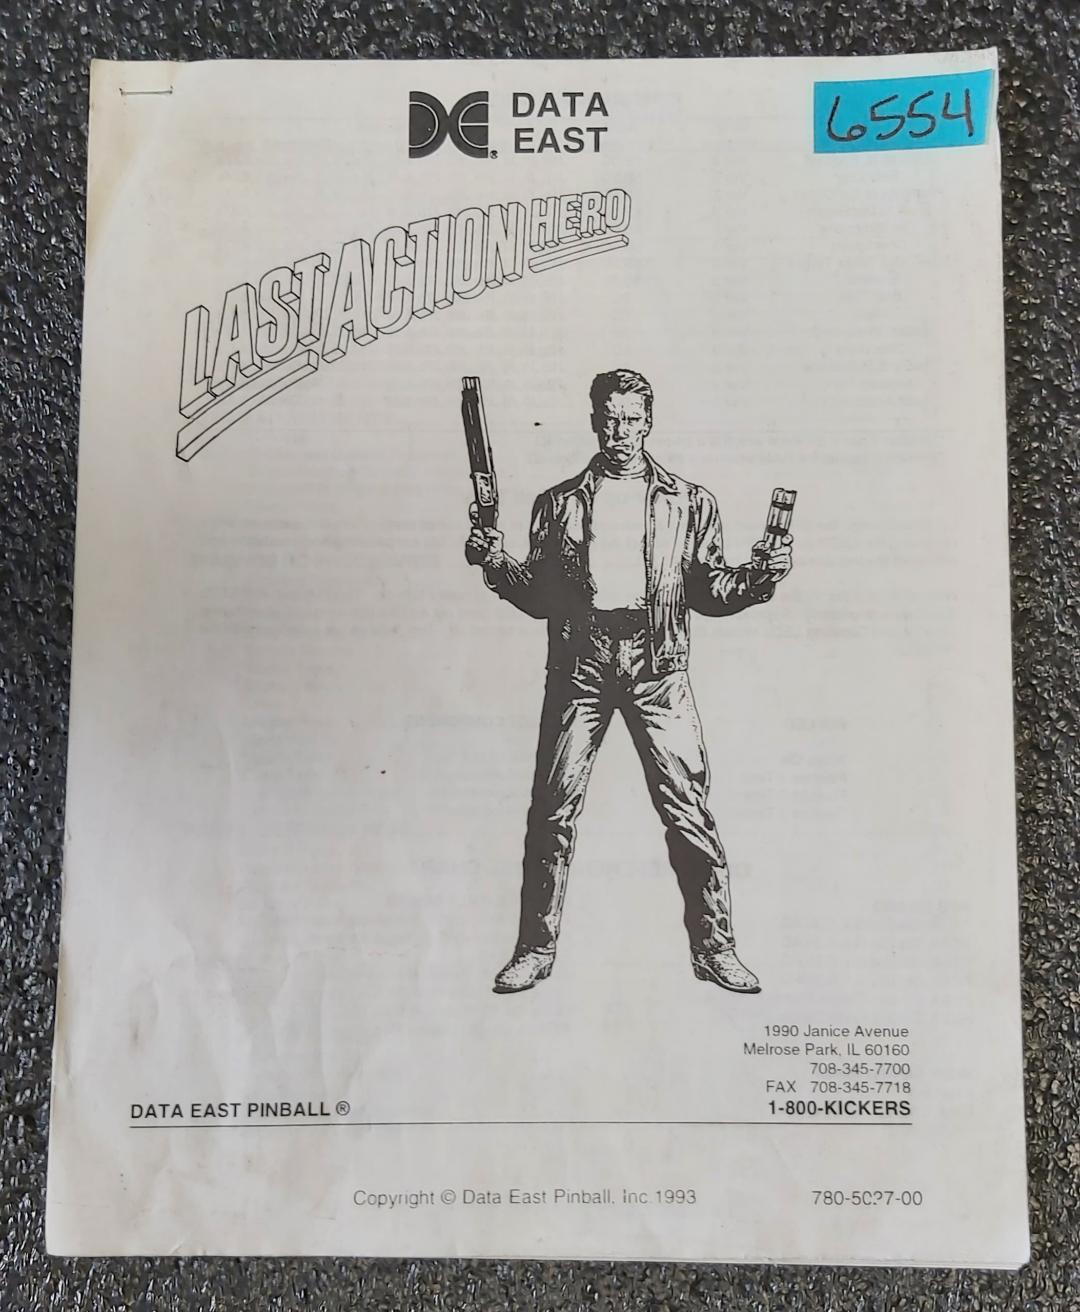 DATA
EAST
6554
LAST ACTION HERO
1990 Janice Avenue
Melrose Park, IL 60160
708-345-7700
FAX 708-345-7718
DATA EAST PINBALL ®
1-800-KICKERS
Copyright © Data East Pinball, Inc.1993